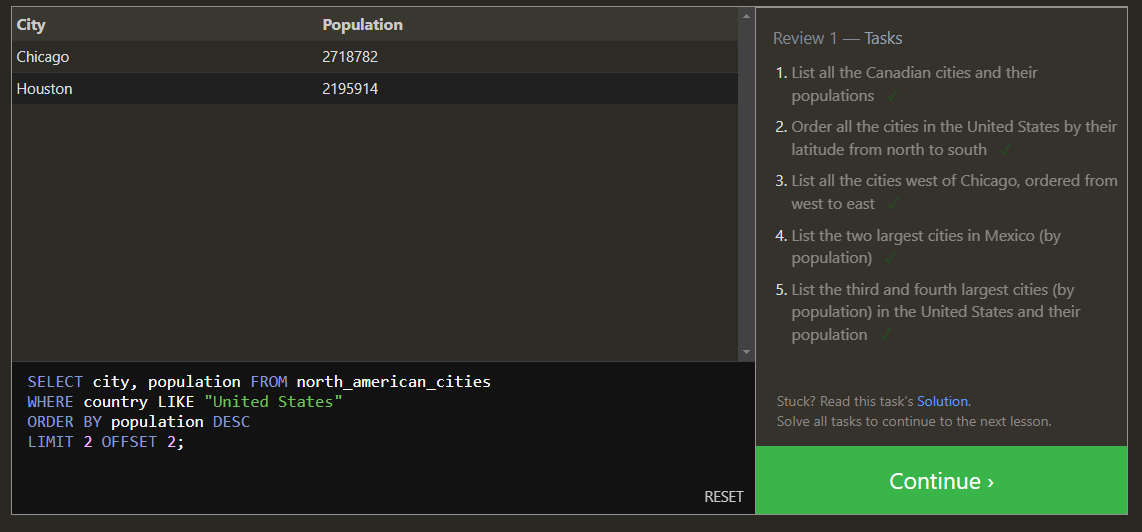 City Population
Chicago 2718782
Houston 2195914
SELECT city, population FROM north_american_cities
WHERE country LIKE "United States"
ORDER BY population DESC
LIMIT 2 OFFSET 2;
RESET
Review 1 — Tasks
1. List all the Canadian cities and their
populations ✓
2. Order all the cities in the United States by their
latitude from north to south ✓
3. List all the cities west of Chicago, ordered from
west to east ✓
4. List the two largest cities in Mexico (by
population) ✓
5. List the third and fourth largest cities (by
population) in the United States and their
population ✓
Stuck? Read this task's Solution.
Solve all tasks to continue to the next lesson.
Continue ›